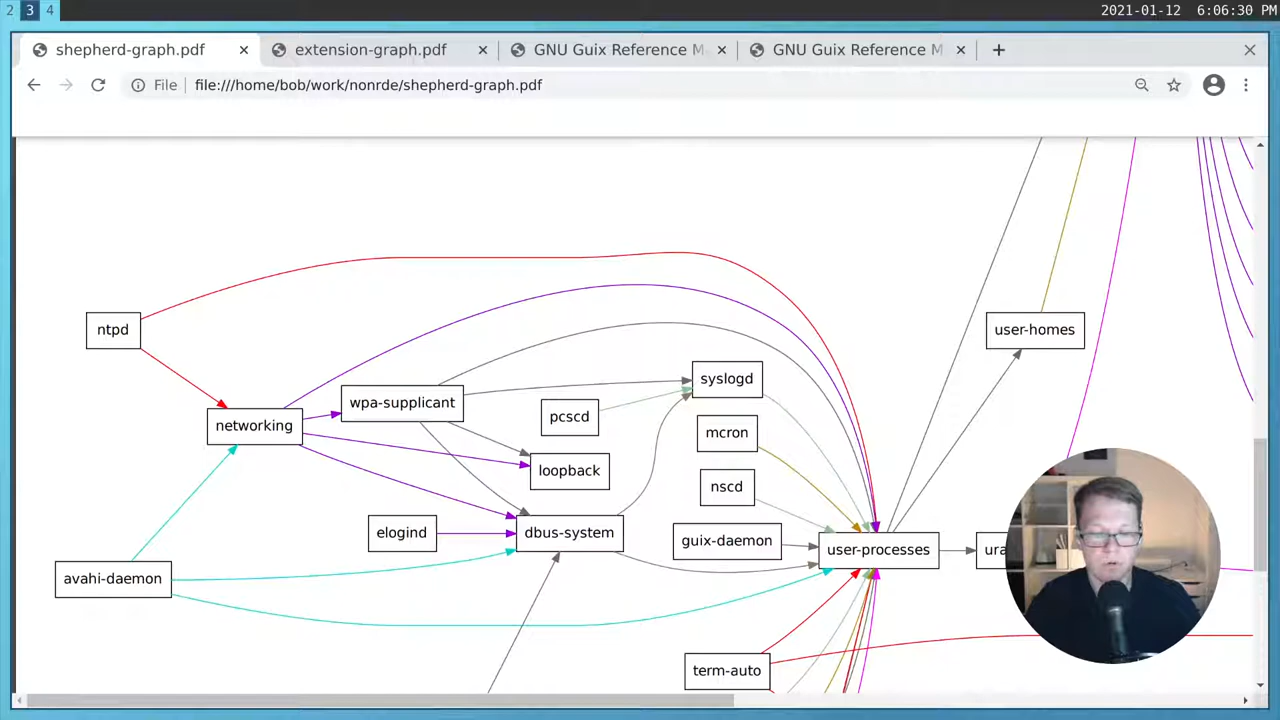 2 3 4 2021-01-12 6:06:30 PM
shepherd-graph.pdf extension-graph.pdf GNU Guix Reference M GNU Guix Reference M
File file:///home/bob/work/nonrde/shepherd-graph.pdf
ntpd
user-homes
syslogd
wpa-supplicant
pcscd
networking
mcron
loopback
nscd
elogind
dbus-system
guix-daemon
user-processes
ura
avahi-daemon
term-auto